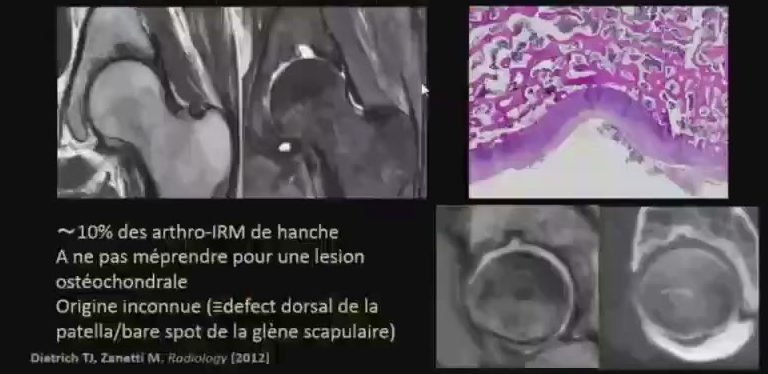 ~10% des arthro-IRM de hanche
A ne pas méprendre pour une lesion
ostéochondrale
Origine inconnue (≡defect dorsal de la
patella/bare spot de la glène scapulaire)
Dietrich TJ, Zanetti M. Radiology (2012)